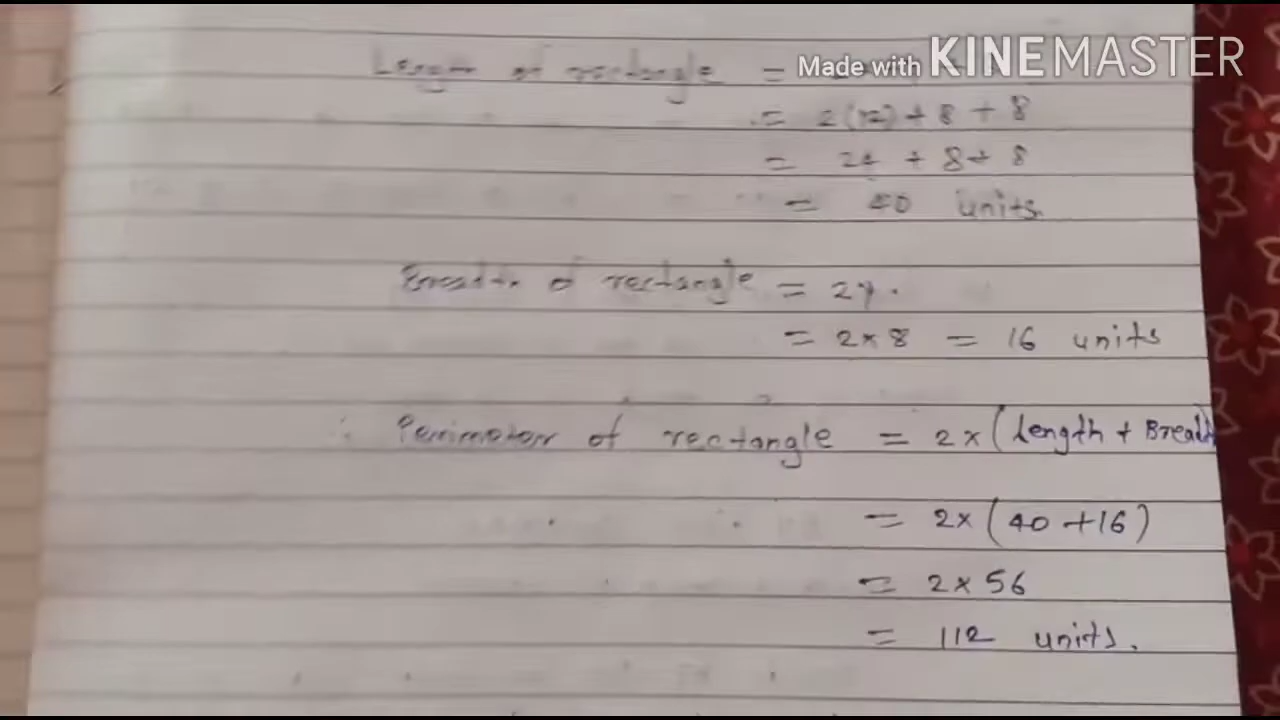 Length of rectangle =
Made with KINEMASTER
= 2(12) + 8 + 8
= 24 + 8 + 8
= 40 units.
Breadth of rectangle = 2y.
= 2 × 8 = 16 units
∴ Perimeter of rectangle = 2 × (Length + Breadth)
= 2 × (40 + 16)
= 2 × 56
= 112 units.